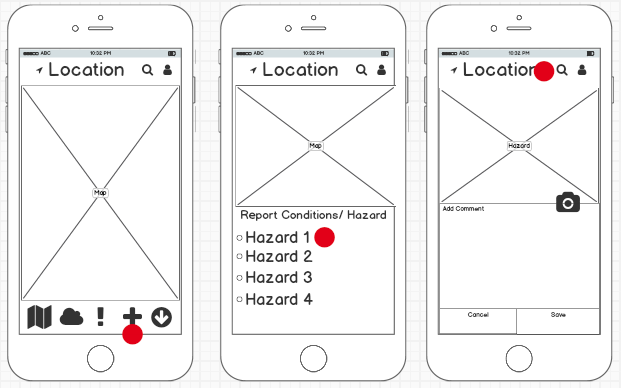 ABC 10:32 PM
Location
Map
ABC 10:32 PM
Location
Map
Report Conditions/ Hazard
Hazard 1
Hazard 2
Hazard 3
Hazard 4
ABC 10:32 PM
Location
Hazard
Add Comment
Cancel Save